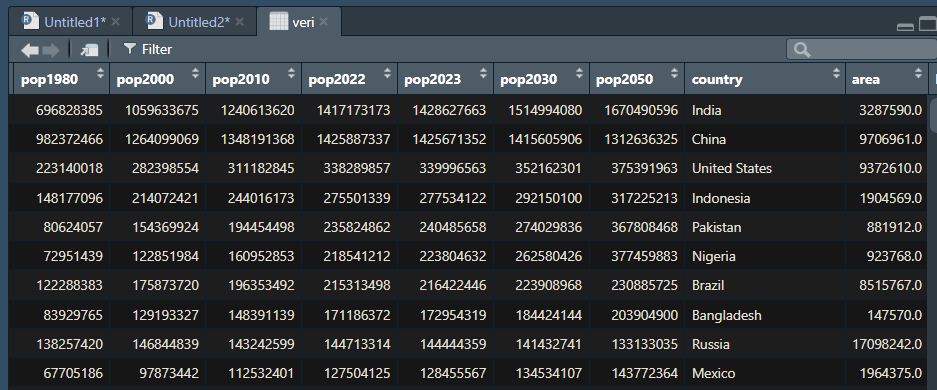 Untitled1* Untitled2* veri
Filter
pop1980 pop2000 pop2010 pop2022 pop2023 pop2030 pop2050 country area
696828385 1059633675 1240613620 1417173173 1428627663 1514994080 1670490596 India 3287590.0
982372466 1264099069 1348191368 1425887337 1425671352 1415605906 1312636325 China 9706961.0
223140018 282398554 311182845 338289857 339996563 352162301 375391963 United States 9372610.0
148177096 214072421 244016173 275501339 277534122 292150100 317225213 Indonesia 1904569.0
80624057 154369924 194454498 235824862 240485658 274029836 367808468 Pakistan 881912.0
72951439 122851984 160952853 218541212 223804632 262580426 377459883 Nigeria 923768.0
122288383 175873720 196353492 215313498 216422446 223908968 230885725 Brazil 8515767.0
83929765 129193327 148391139 171186372 172954319 184424144 203904900 Bangladesh 147570.0
138257420 146844839 143242599 144713314 144444359 141432741 133133035 Russia 17098242.0
67705186 97873442 112532401 127504125 128455567 134534107 143772364 Mexico 1964375.0